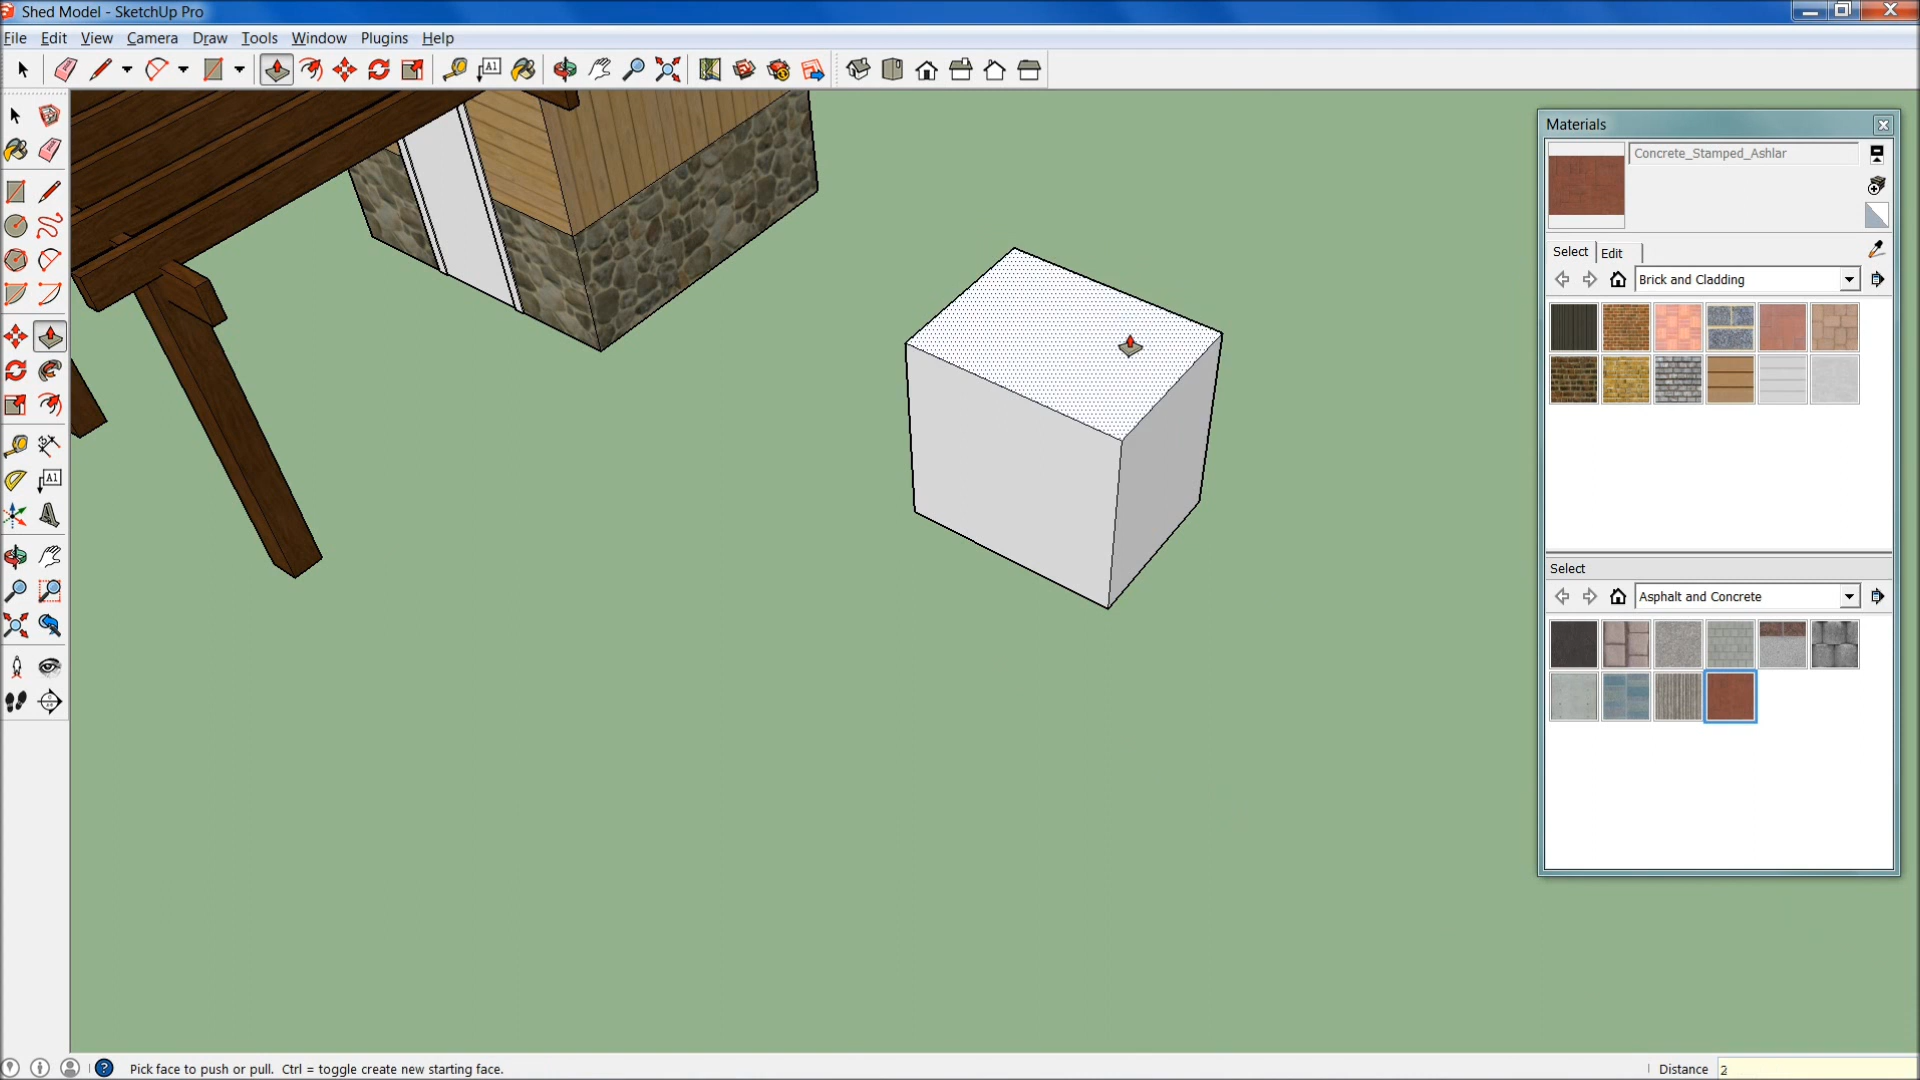 Shed Model - SketchUp Pro
File Edit View Camera Draw Tools Window Plugins Help
A1
Materials
Concrete_Stamped_Ashlar
Select Edit
Brick and Cladding
A1
Select
Asphalt and Concrete
Pick face to push or pull. Ctrl = toggle create new starting face.
Distance 2